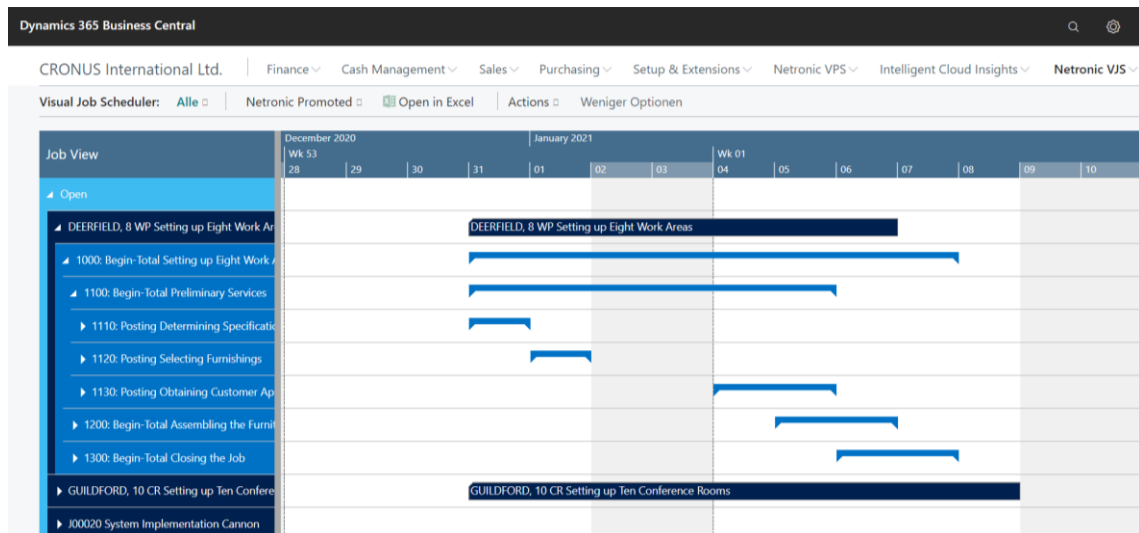 Dynamics 365 Business Central
CRONUS International Ltd. Finance Cash Management Sales Purchasing Setup & Extensions Netronic VPS Intelligent Cloud Insights Netronic VJS
Visual Job Scheduler: Alle Netronic Promoted Open in Excel Actions Weniger Optionen
Job View
December 2020 January 2021
Wk 53 Wk 01
28 29 30 31 01 02 03 04 05 06 07 08 09 10
Open
DEERFIELD, 8 WP Setting up Eight Work Ar DEERFIELD, 8 WP Setting up Eight Work Areas
1000: Begin-Total Setting up Eight Work
1100: Begin-Total Preliminary Services
1110: Posting Determining Specificatio
1120: Posting Selecting Furnishings
1130: Posting Obtaining Customer Ap
1200: Begin-Total Assembling the Furnit
1300: Begin-Total Closing the Job
GUILDFORD, 10 CR Setting up Ten Confere GUILDFORD, 10 CR Setting up Ten Conference Rooms
J00020 System Implementation Cannon